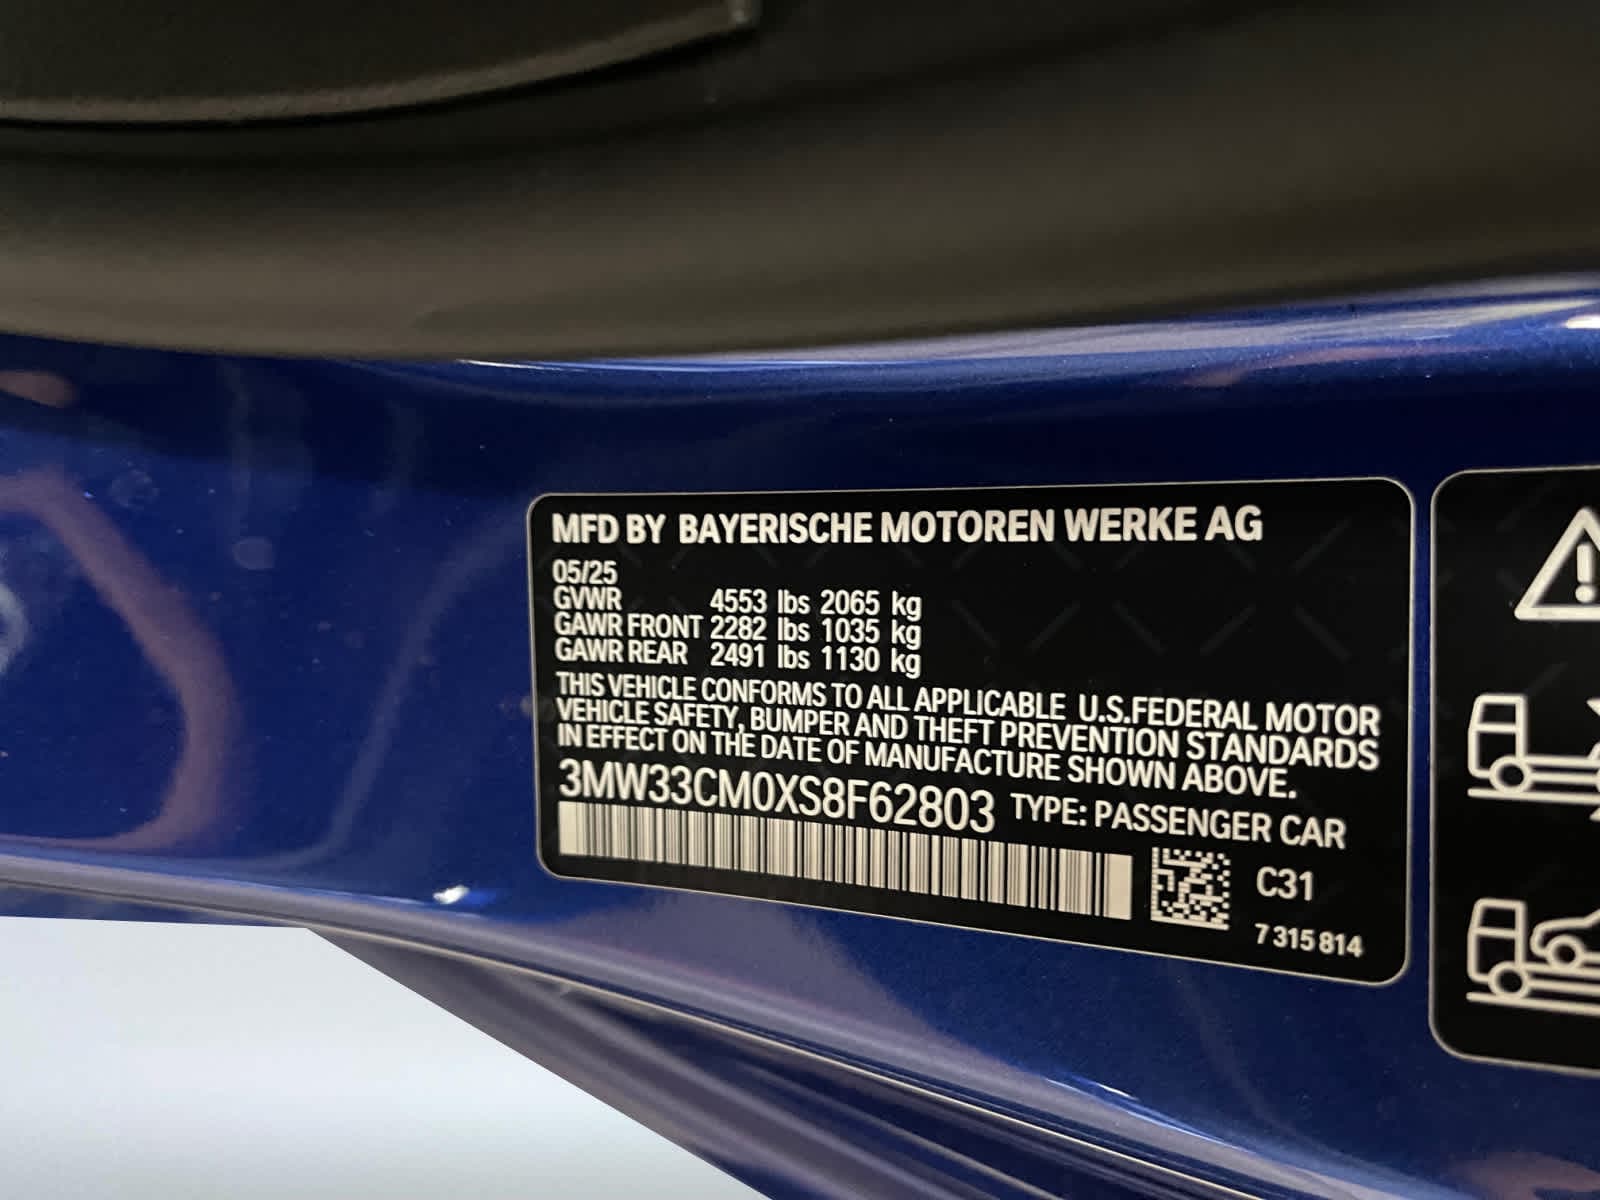 MFD BY BAYERISCHE MOTOREN WERKE AG
05/25
GVWR 4553 lbs 2065 kg
GAWR FRONT 2282 lbs 1035 kg
GAWR REAR 2491 lbs 1130 kg
THIS VEHICLE CONFORMS TO ALL APPLICABLE U.S.FEDERAL MOTOR
VEHICLE SAFETY, BUMPER AND THEFT PREVENTION STANDARDS
IN EFFECT ON THE DATE OF MANUFACTURE SHOWN ABOVE.
3MW33CM0XS8F62803 TYPE: PASSENGER CAR
C31
7 315 814